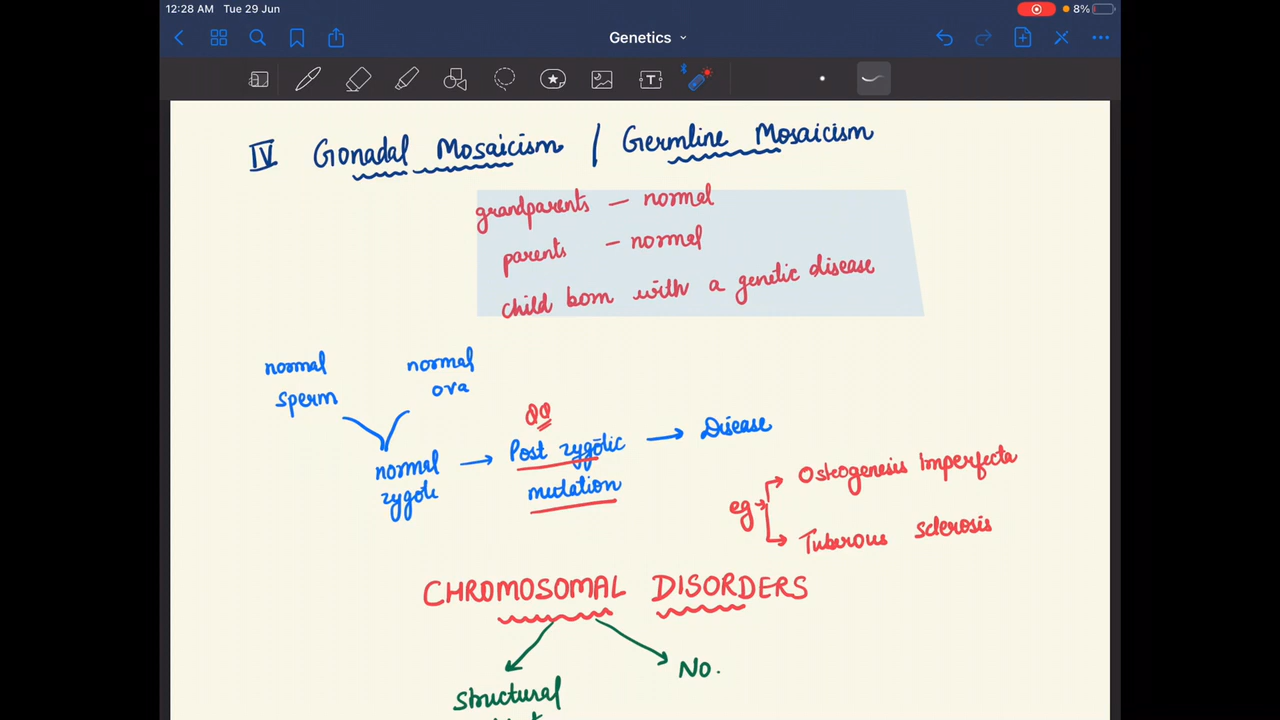 12:28 AM Tue 29 Jun
8%
Genetics
IV Gonadal Mosaicism / Germline Mosaicism
grandparents – normal
parents – normal
child born with a genetic disease
normal sperm
normal ova
normal zygote
Post zygotic
mutation
Disease
eg
Osteogenesis Imperfecta
Tuberous sclerosis
CHROMOSOMAL DISORDERS
Structural
No.